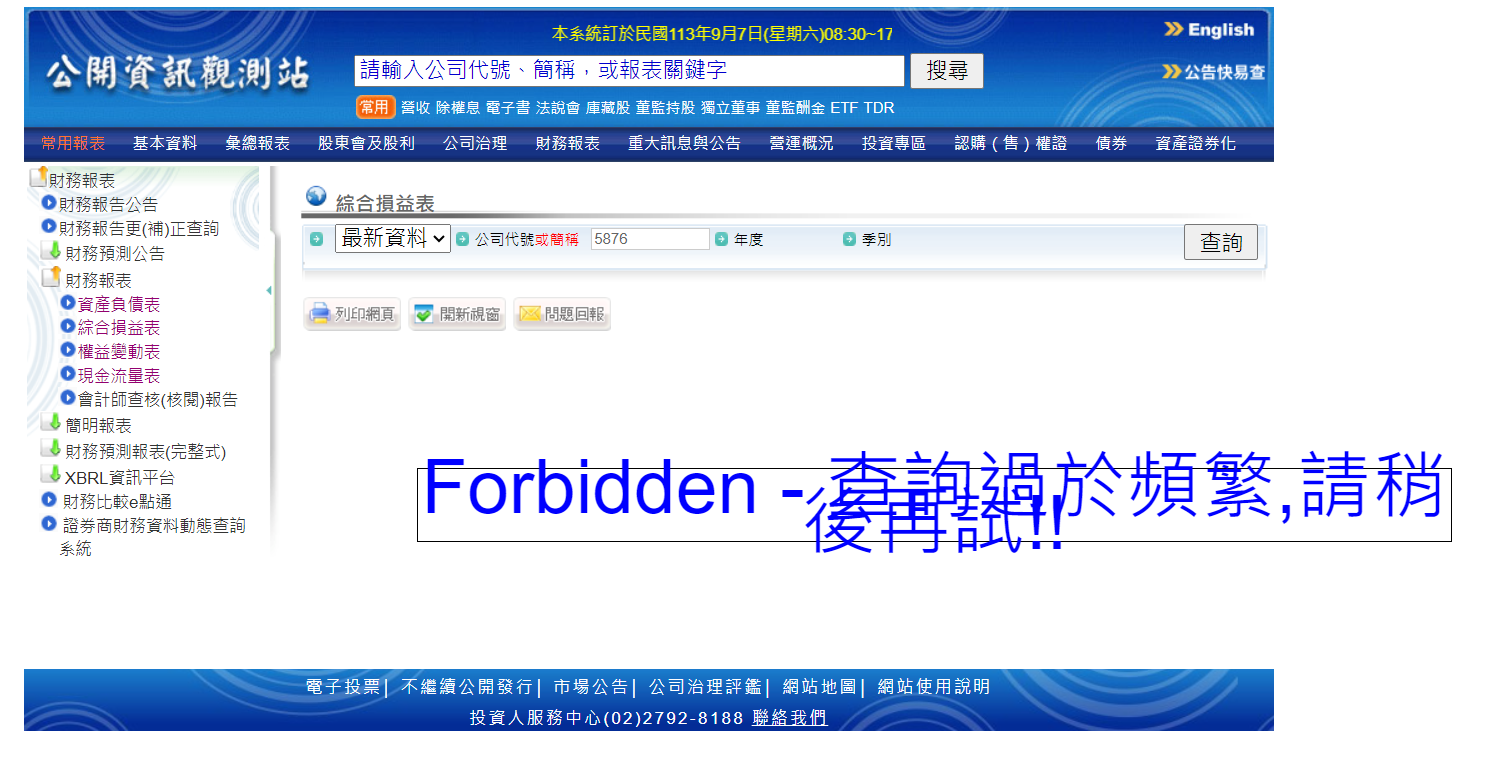 本系統訂於民國113年9月7日(星期六)08:30~17
English
公開資訊觀測站
請輸入公司代號、簡稱，或報表關鍵字
搜尋
公告快易查
常用 營收 除權息 電子書 法說會 庫藏股 董監持股 獨立董事 董監酬金 ETF TDR
常用報表 基本資料 彙總報表 股東會及股利 公司治理 財務報表 重大訊息與公告 營運概況 投資專區 認購（售）權證 債券 資產證券化
財務報表
財務報告公告
財務報告更(補)正查詢
財務預測公告
財務報表
資產負債表
綜合損益表
權益變動表
現金流量表
會計師查核(核閱)報告
簡明報表
財務預測報表(完整式)
XBRL資訊平台
財務比較e點通
證券商財務資料動態查詢
系統
綜合損益表
最新資料 公司代號或簡稱 5876 年度 季別 查詢
列印網頁 開新視窗 問題回報
Forbidden - 查詢過於頻繁,請稍
後再試!!
電子投票| 不繼續公開發行| 市場公告| 公司治理評鑑| 網站地圖| 網站使用說明
投資人服務中心(02)2792-8188 聯絡我們